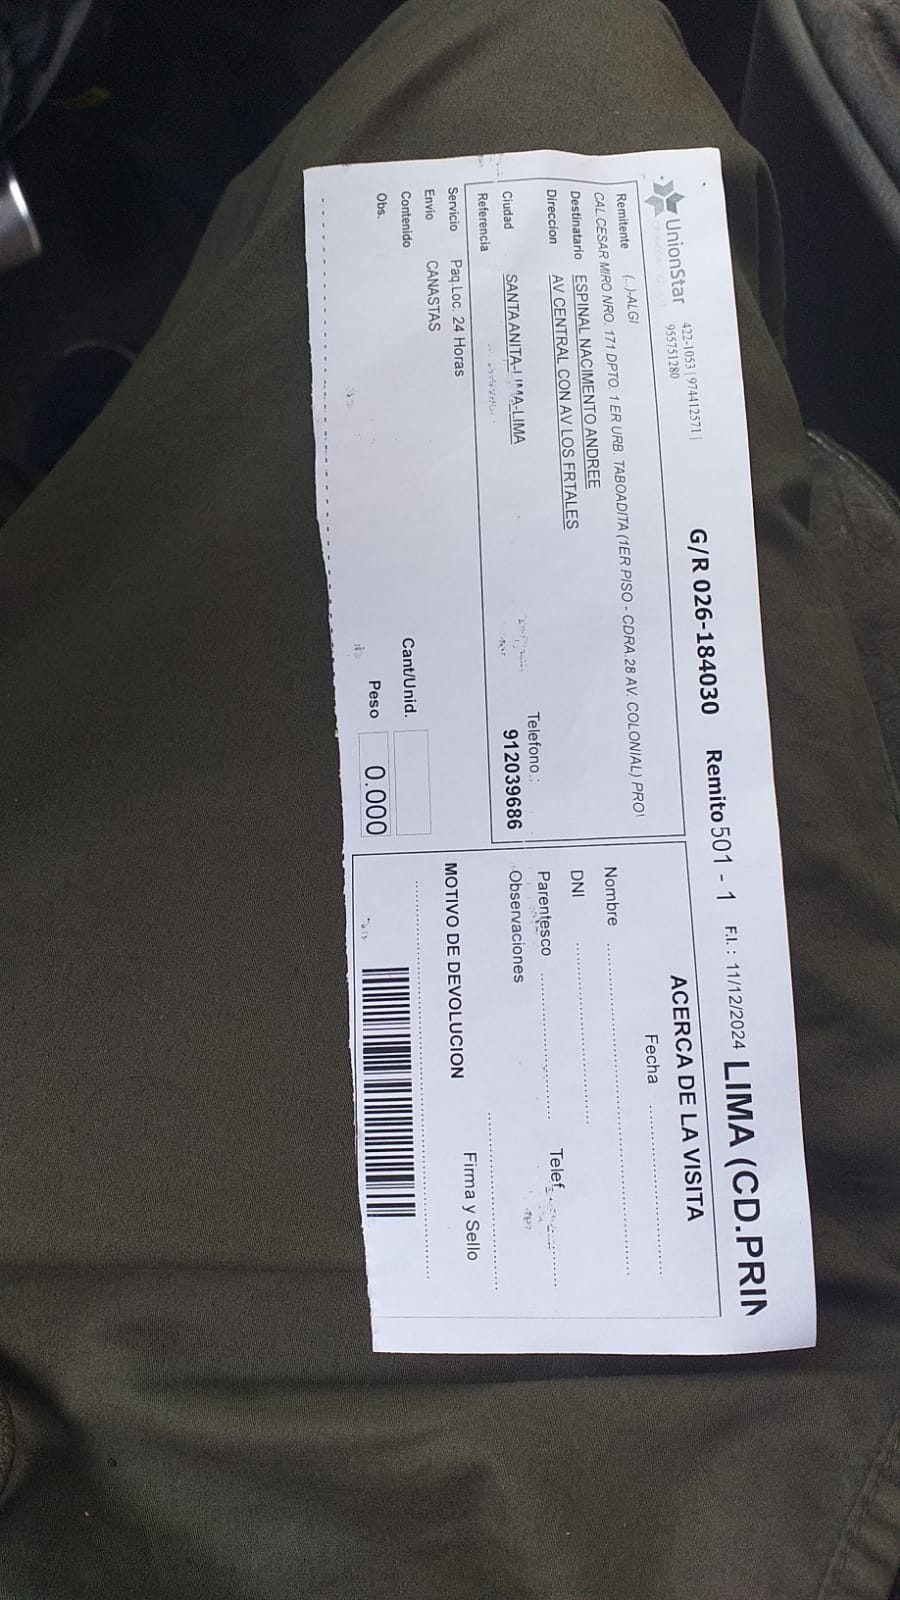 UnionStar 422-1053 | 974412571 |
955751280
G/R 026-184030 Remito 501 - 1 F.I.: 11/12/2024 LIMA (CD.PRIN
Remitente (...)-ALGI
CAL.CESAR MIRO NRO. 171 DPTO. 1 ER URB. TABOADITA (1ER PISO - CDRA.28 AV. COLONIAL) PRO
Destinatario ESPINAL NACIMENTO ANDREE
Direccion AV CENTRAL CON AV LOS FRTALES
Telefono :
Ciudad SANTA ANITA-LIMA-LIMA 912039686
Referencia
Servicio Paq.Loc. 24 Horas
Envio CANASTAS
Contenido Cant/Unid.
Obs. Peso 0.000
ACERCA DE LA VISITA
Fecha
Nombre
DNI
Parentesco Telef.
Observaciones
Firma y Sello
MOTIVO DE DEVOLUCION